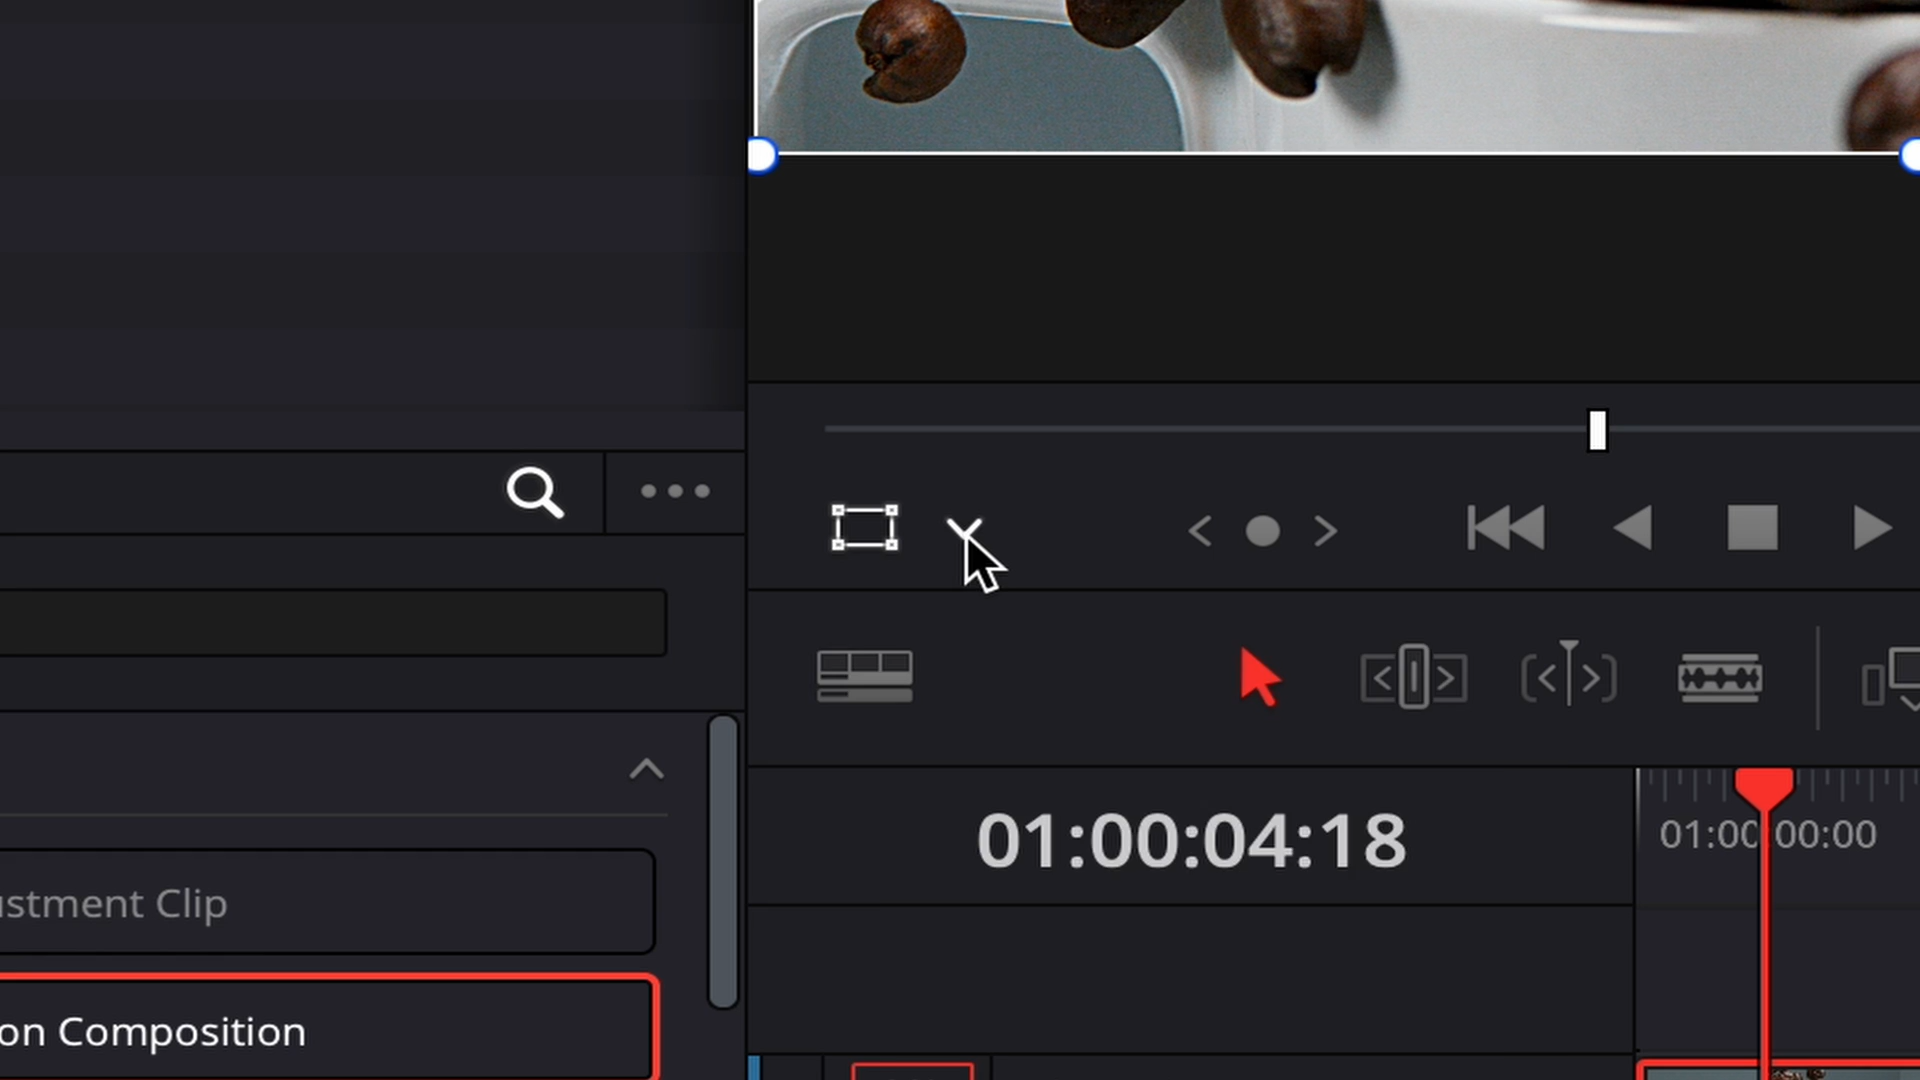 01:00:04:18
01:00:00:00
ustment Clip
on Composition